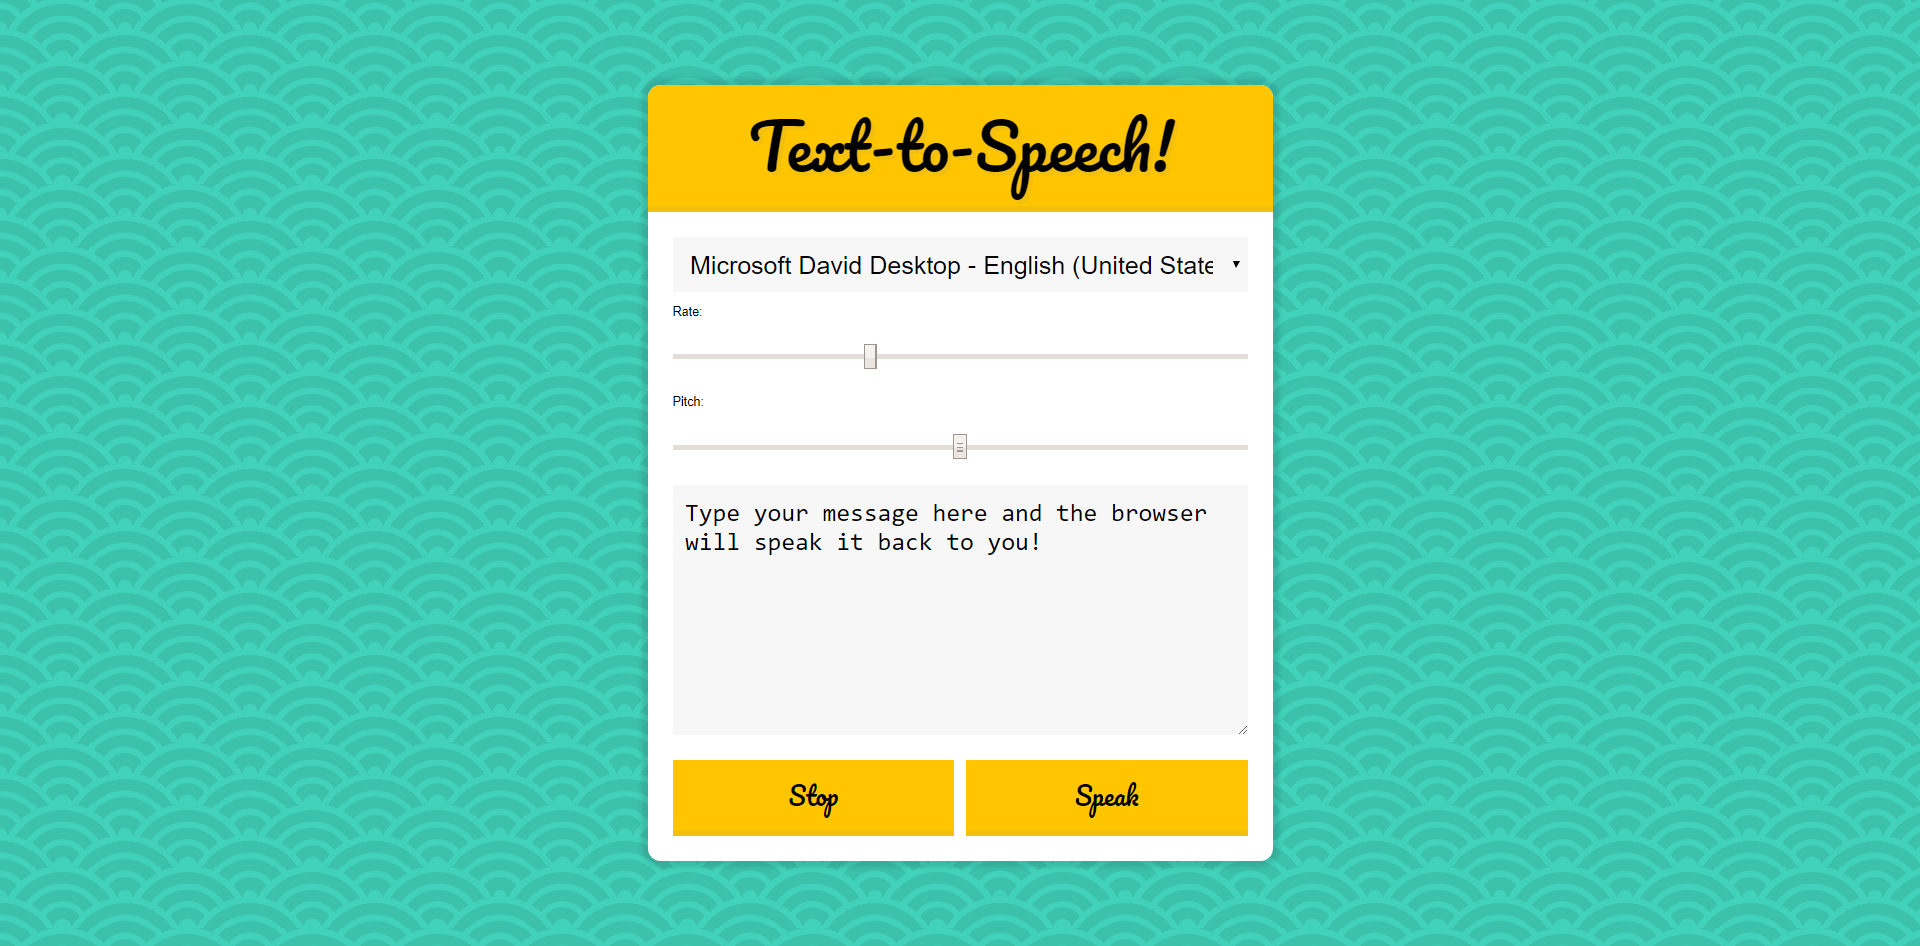 Text-to-Speech!
Microsoft David Desktop - English (United State
Rate:
Pitch:
Type your message here and the browser
will speak it back to you!
Stop
Speak